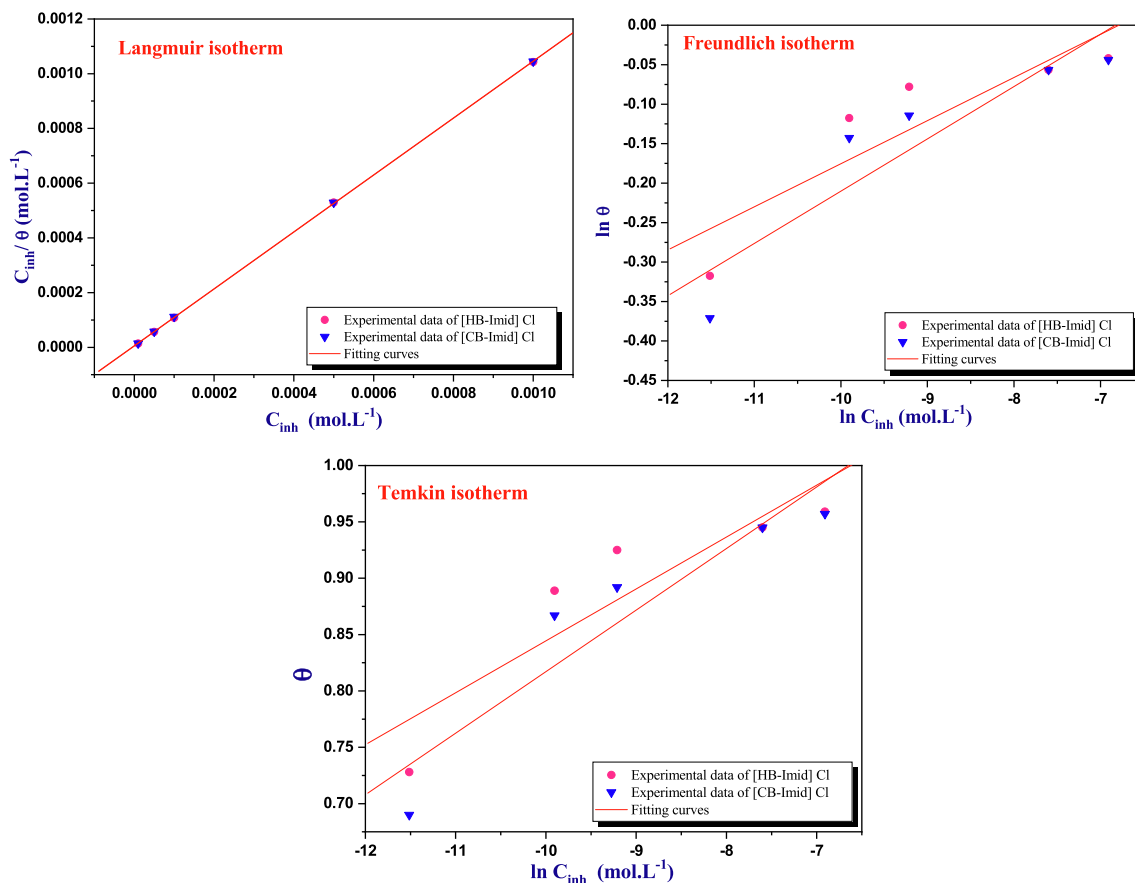 Langmuir isotherm
0.0012
0.0010
0.0008
0.0006
0.0004
0.0002
0.0000
C_inh/ θ (mol.L⁻¹)
Experimental data of [HB-Imid] Cl
Experimental data of [CB-Imid] Cl
Fitting curves
0.0000 0.0002 0.0004 0.0006 0.0008 0.0010
C_inh (mol.L⁻¹)
Freundlich isotherm
0.00
-0.05
-0.10
-0.15
-0.20
-0.25
-0.30
-0.35
-0.40
-0.45
ln θ
Experimental data of [HB-Imid] Cl
Experimental data of [CB-Imid] Cl
Fitting curves
-12 -11 -10 -9 -8 -7
ln C_inh (mol.L⁻¹)
Temkin isotherm
1.00
0.95
0.90
0.85
0.80
0.75
0.70
θ
Experimental data of [HB-Imid] Cl
Experimental data of [CB-Imid] Cl
Fitting curves
-12 -11 -10 -9 -8 -7
ln C_inh (mol.L⁻¹)